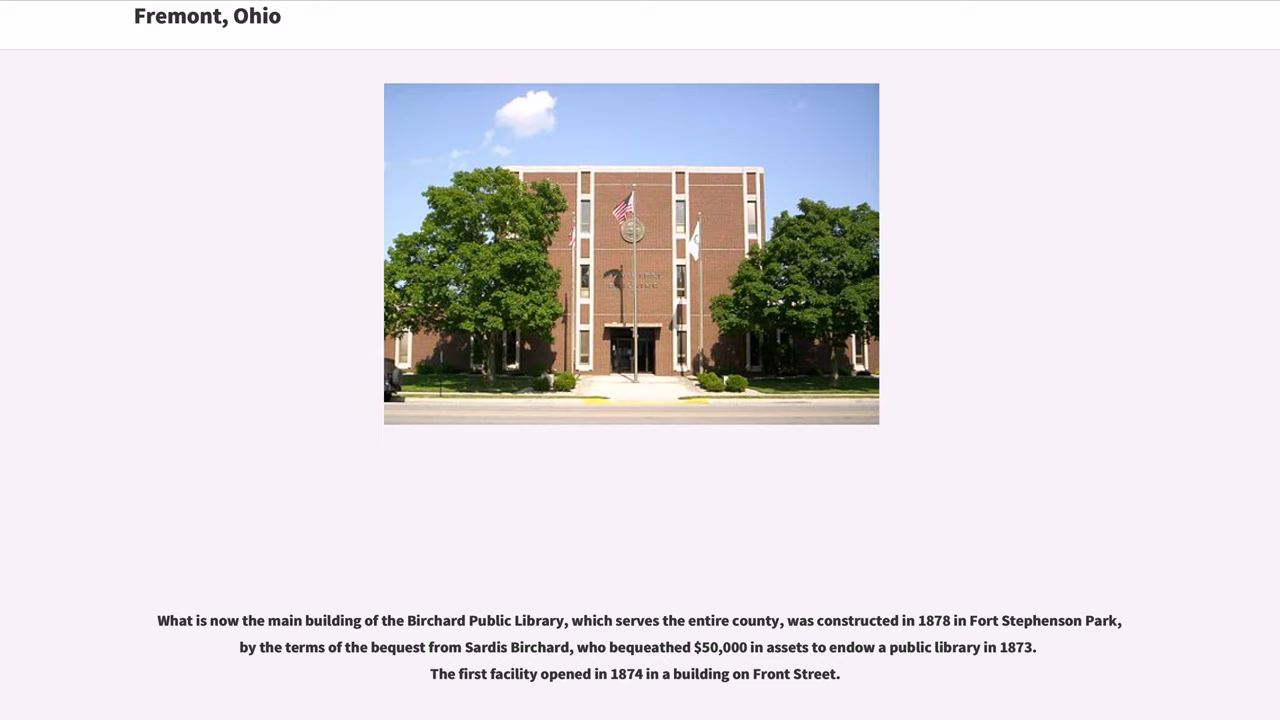 Fremont, Ohio
What is now the main building of the Birchard Public Library, which serves the entire county, was constructed in 1878 in Fort Stephenson Park,
by the terms of the bequest from Sardis Birchard, who bequeathed $50,000 in assets to endow a public library in 1873.
The first facility opened in 1874 in a building on Front Street.